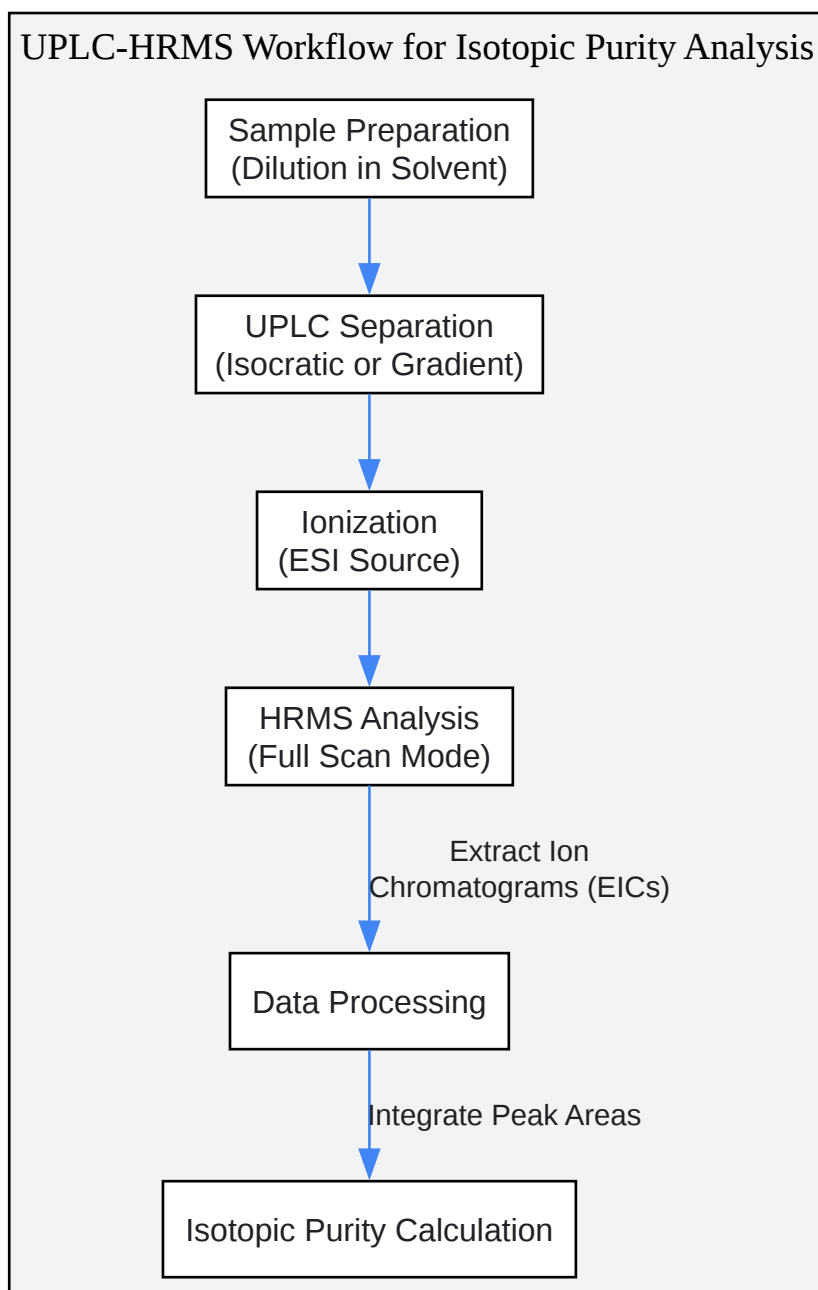 UPLC-HRMS Workflow for Isotopic Purity Analysis
Sample Preparation
(Dilution in Solvent)
UPLC Separation
(Isocratic or Gradient)
Ionization
(ESI Source)
HRMS Analysis
(Full Scan Mode)
Extract Ion
Chromatograms (EICs)
Data Processing
Integrate Peak Areas
Isotopic Purity Calculation